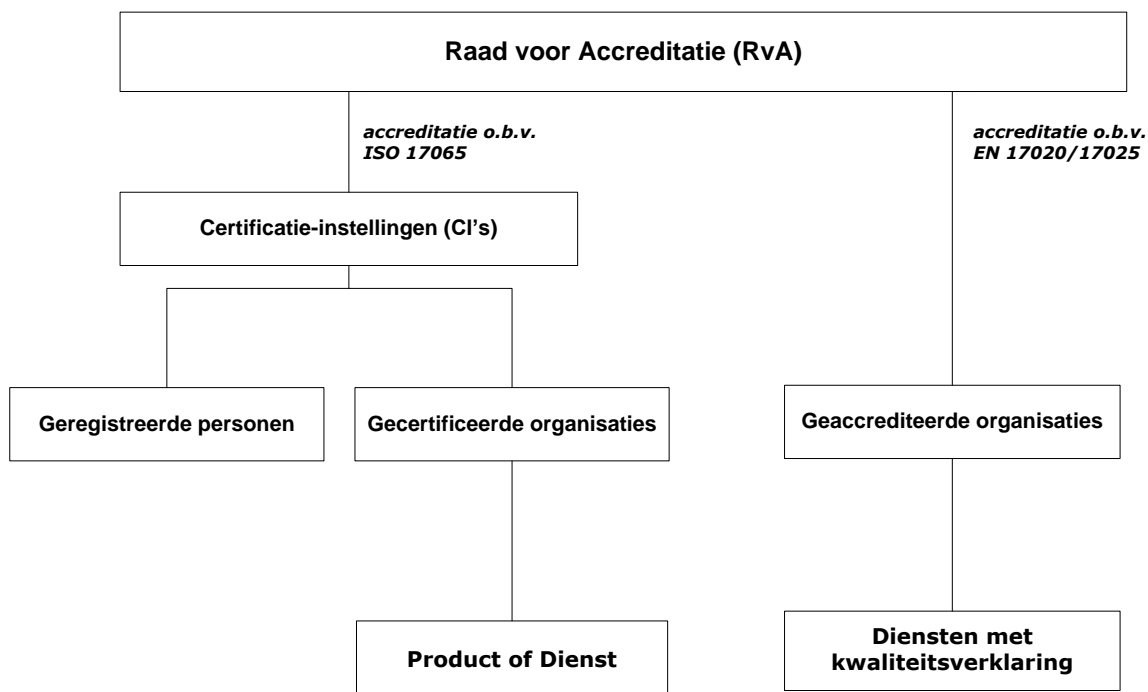 Raad voor Accreditatie (RvA)
accreditatie o.b.v.
ISO 17065
accreditatie o.b.v.
EN 17020/17025
Certificatie-instellingen (CI's)
Geregistreerde personen
Gecertificeerde organisaties
Geaccrediteerde organisaties
Product of Dienst
Diensten met
kwaliteitsverklaring